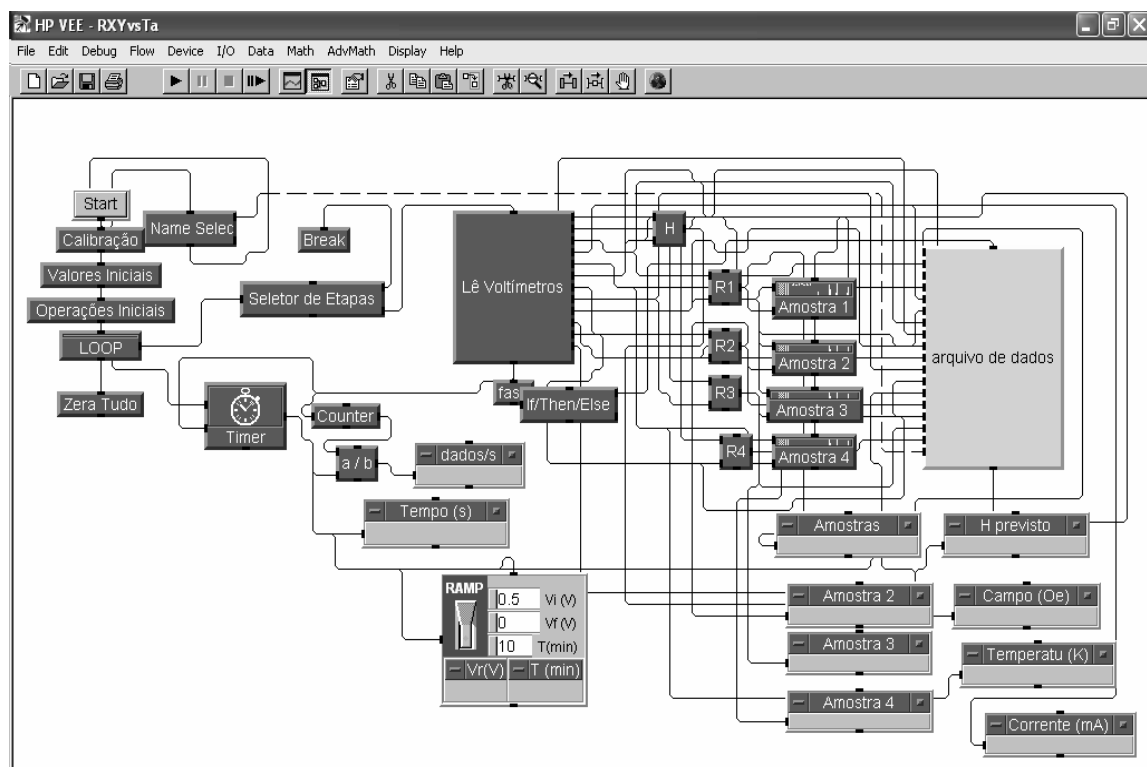 HP VEE - RXYvsTa
File Edit Debug Flow Device I/O Data Math AdvMath Display Help
Start
Name Selec
Calibração
Break
Valores Iniciais
Seletor de Etapas
Operações Iniciais
LOOP
Zera Tudo
Timer
Counter
a / b
dados/s
Tempo (s)
Lê Voltímetros
fas
If/Then/Else
H
R1
R2
R3
R4
Amostra 1
Amostra 2
Amostra 3
Amostra 4
arquivo de dados
RAMP
0.5 Vi (V)
0 Vf (V)
10 T(min)
Vr(V) T (min)
Amostras
H previsto
Amostra 2
Campo (Oe)
Amostra 3
Temperatu (K)
Amostra 4
Corrente (mA)